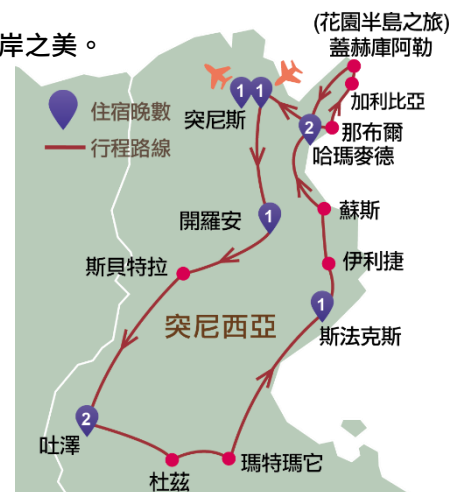 岸之美。
(花園半島之旅)
蓋赫庫阿勒
加利比亞
那布爾
哈瑪麥德
1
1
2
突尼斯
住宿晚數
行程路線
開羅安
1
蘇斯
斯貝特拉
伊利捷
突尼西亞
1
斯法克斯
2
吐澤
杜茲
瑪特瑪它